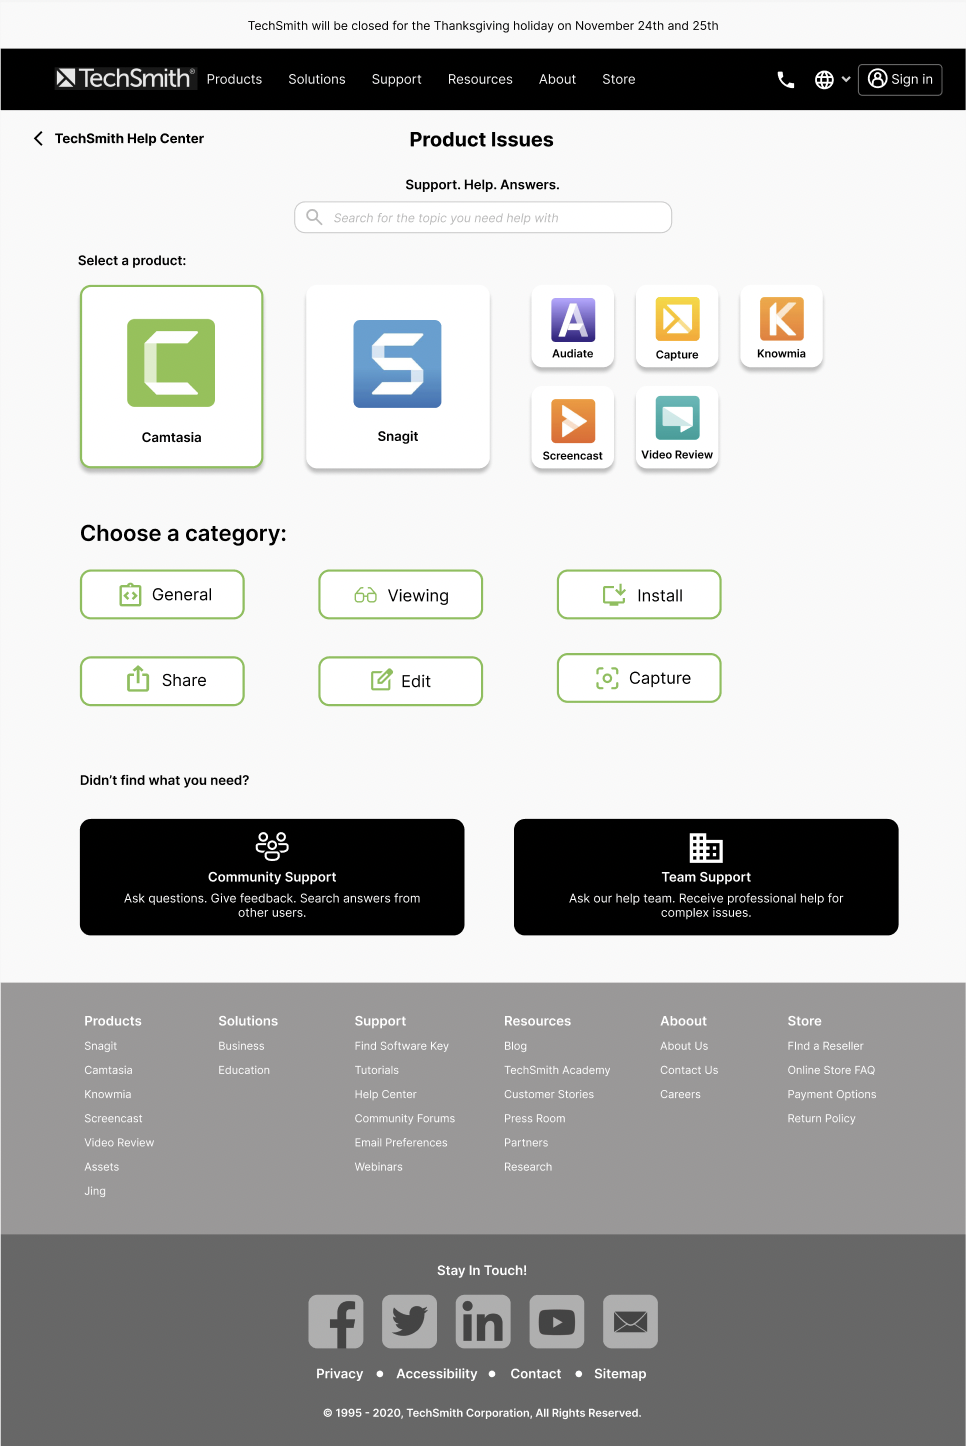 TechSmith will be closed for the Thanksgiving holiday on November 24th and 25th
TechSmith® Products Solutions Support Resources About Store Sign in
TechSmith Help Center
Product Issues
Support. Help. Answers.
Search for the topic you need help with
Select a product:
Camtasia
Snagit
Audiate
Capture
Knowmia
Screencast
Video Review
Choose a category:
General
Viewing
Install
Share
Edit
Capture
Didn't find what you need?
Community Support
Ask questions. Give feedback. Search answers from
other users.
Team Support
Ask our help team. Receive professional help for
complex issues.
Products
Snagit
Camtasia
Knowmia
Screencast
Video Review
Assets
Jing
Solutions
Business
Education
Support
Find Software Key
Tutorials
Help Center
Community Forums
Email Preferences
Webinars
Resources
Blog
TechSmith Academy
Customer Stories
Press Room
Partners
Research
Aboout
About Us
Contact Us
Careers
Store
FInd a Reseller
Online Store FAQ
Payment Options
Return Policy
Stay In Touch!
Privacy • Accessibility • Contact • Sitemap
© 1995 - 2020, TechSmith Corporation, All Rights Reserved.